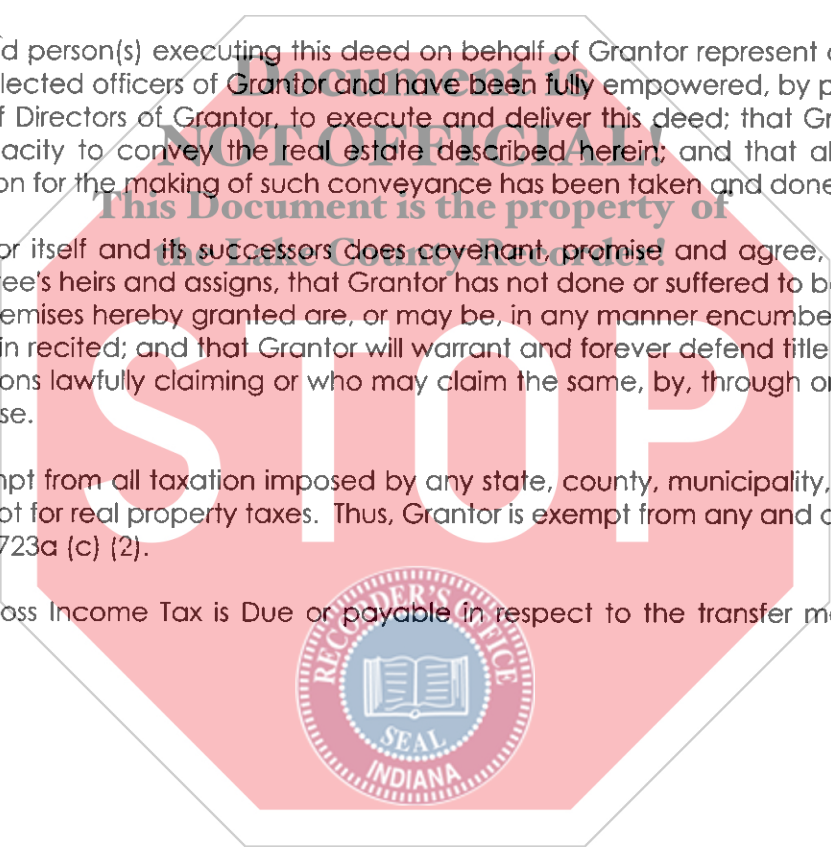 d person(s) executing this deed on behalf of Grantor represent
lected officers of Grantor and have been fully empowered, by p
f Directors of Grantor, to execute and deliver this deed; that Gr
acity to convey the real estate described herein; and that al
on for the making of such conveyance has been taken and done
or itself and its successors does covenant, promise and agree,
ee's heirs and assigns, that Grantor has not done or suffered to b
emises hereby granted are, or may be, in any manner encumbe
in recited; and that Grantor will warrant and forever defend title
ons lawfully claiming or who may claim the same, by, through or
se.
npt from all taxation imposed by any state, county, municipality,
pt for real property taxes. Thus, Grantor is exempt from any and
723a (c) (2).
oss Income Tax is Due or payable in respect to the transfer m
Document is
NOT OFFICIAL!
This Document is the property of
the Lake County Recorder!
STOP
RECORDER'S OFFICE
SEAL
INDIANA